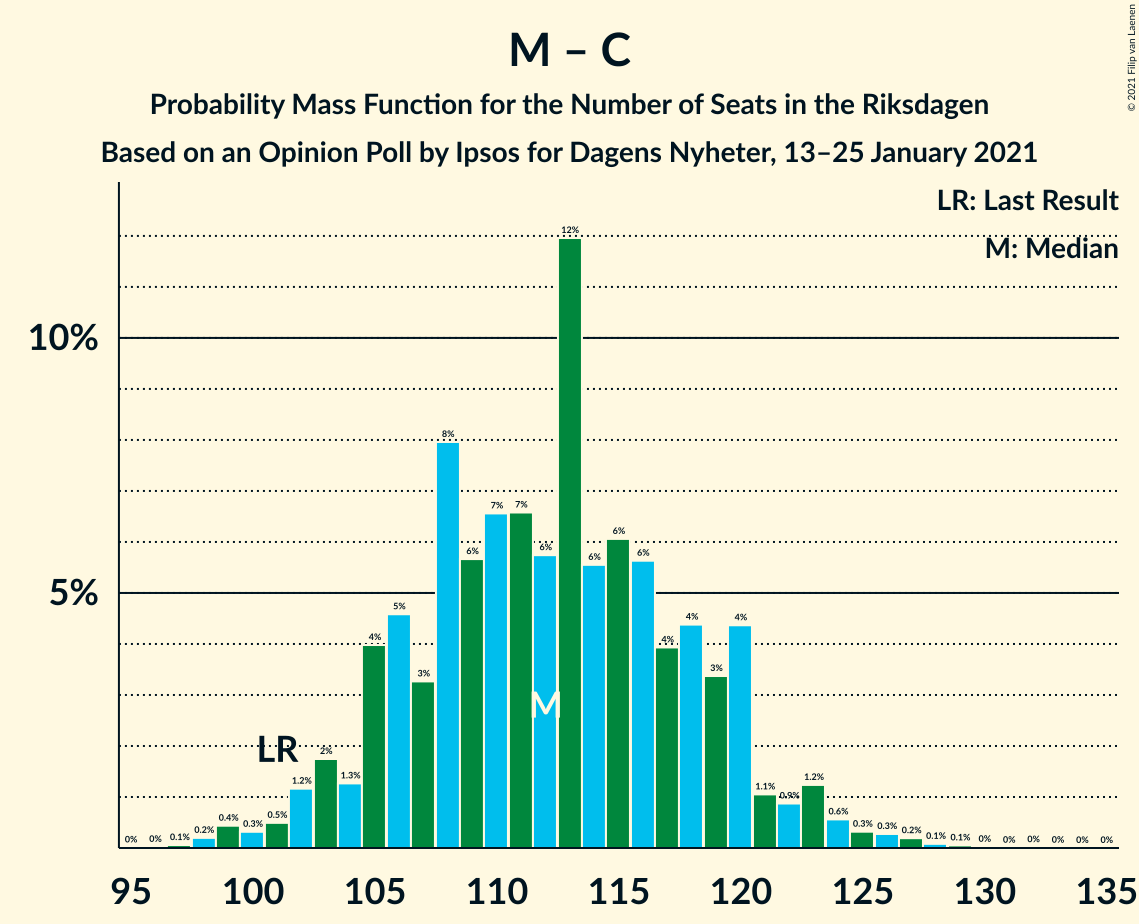 M – C
Probability Mass Function for the Number of Seats in the Riksdagen
Based on an Opinion Poll by Ipsos for Dagens Nyheter, 13–25 January 2021
© 2021 Filip van Laenen
LR: Last Result
M: Median
10%
5%
0% 0% 0.1% 0.2% 0.4% 0.3% 0.5% 1.2% 2% 1.3% 4% 5% 3% 8% 6% 7% 7% 6% 12% 6% 6% 6% 4% 4% 3% 4% 1.1% 0.9% 1.2% 0.6% 0.3% 0.3% 0.2% 0.1% 0.1% 0% 0% 0% 0% 0% 0%
LR
M
95 100 105 110 115 120 125 130 135